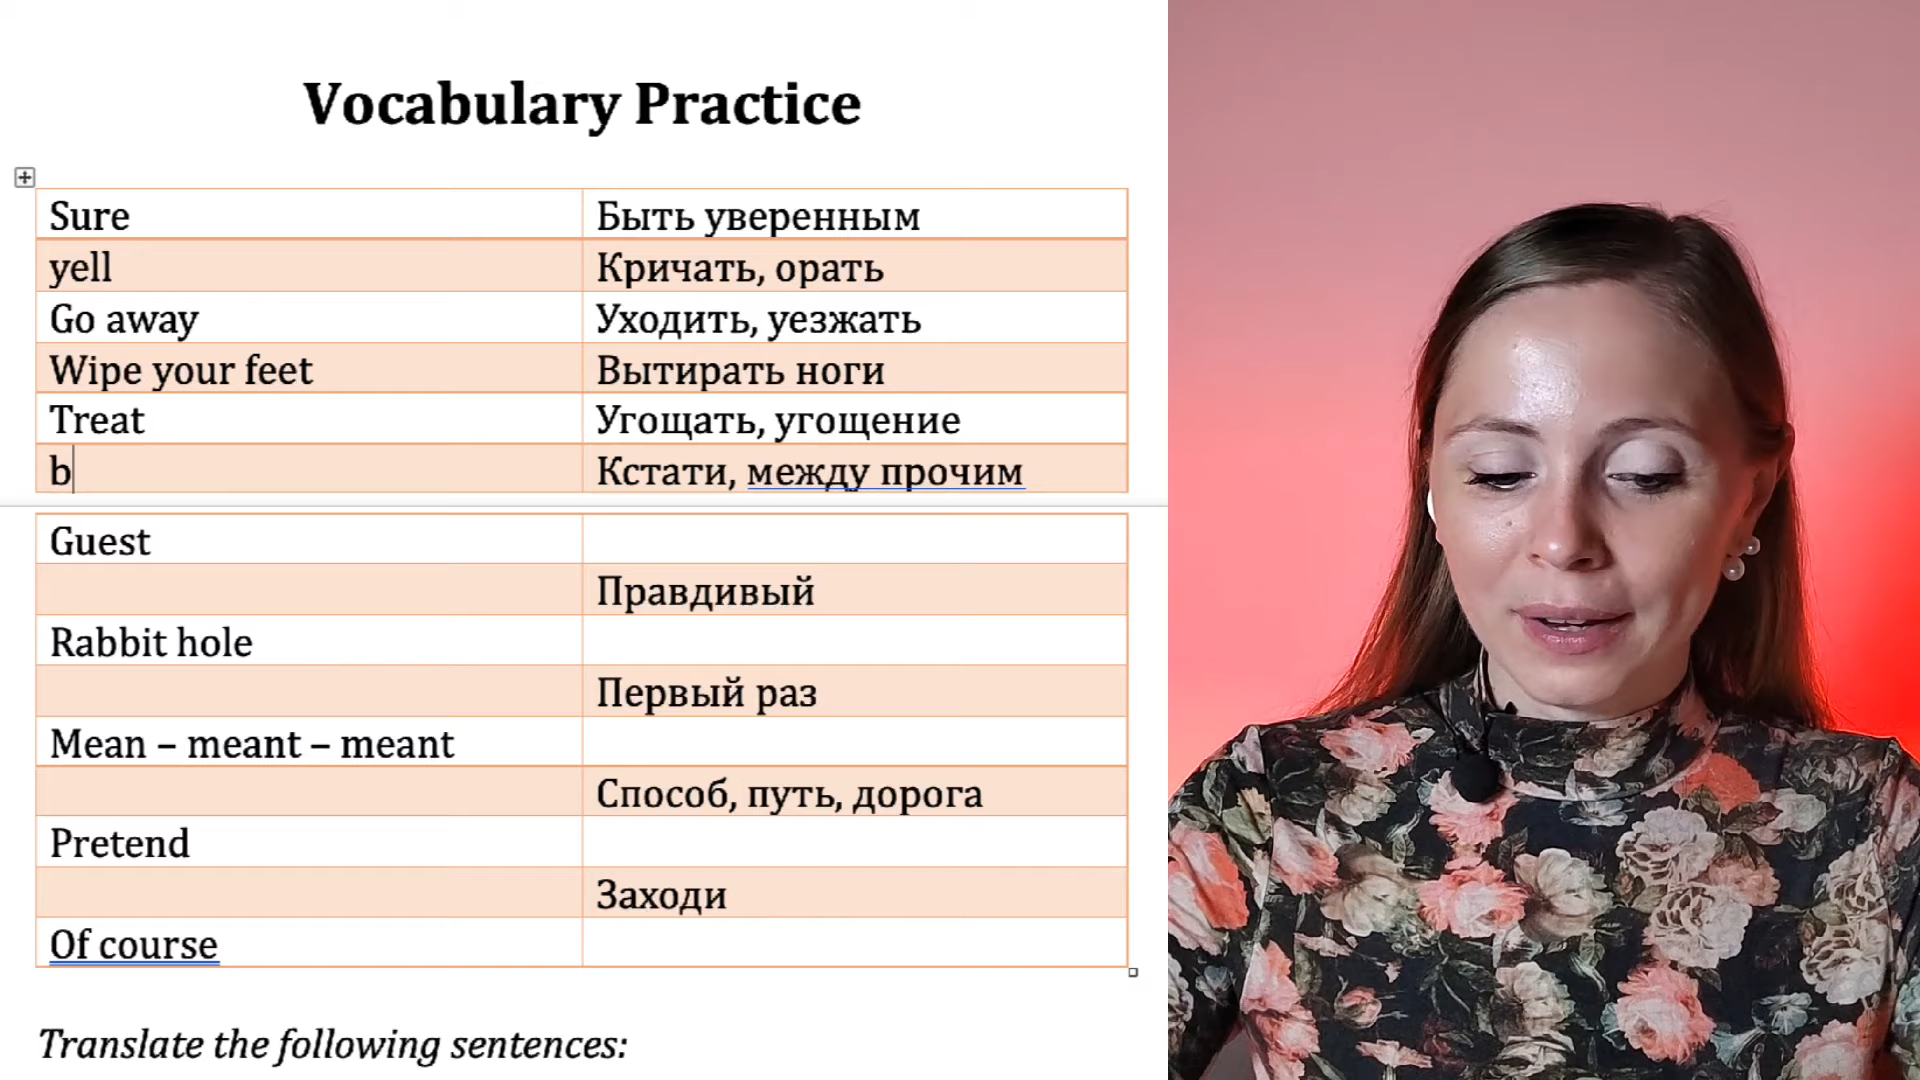 Vocabulary Practice
Sure Быть уверенным
yell Кричать, орать
Go away Уходить, уезжать
Wipe your feet Вытирать ноги
Treat Угощать, угощение
b Кстати, между прочим
Guest
Правдивый
Rabbit hole
Первый раз
Mean – meant – meant
Способ, путь, дорога
Pretend
Заходи
Of course
Translate the following sentences: